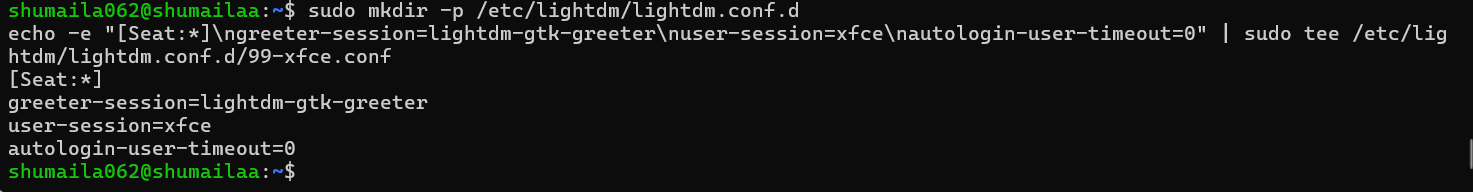 shumaila062@shumailaa:~$ sudo mkdir -p /etc/lightdm/lightdm.conf.d
echo -e "[Seat:*]\ngreeter-session=lightdm-gtk-greeter\nuser-session=xfce\nautologin-user-timeout=0" | sudo tee /etc/lig
htdm/lightdm.conf.d/99-xfce.conf
[Seat:*]
greeter-session=lightdm-gtk-greeter
user-session=xfce
autologin-user-timeout=0
shumaila062@shumailaa:~$